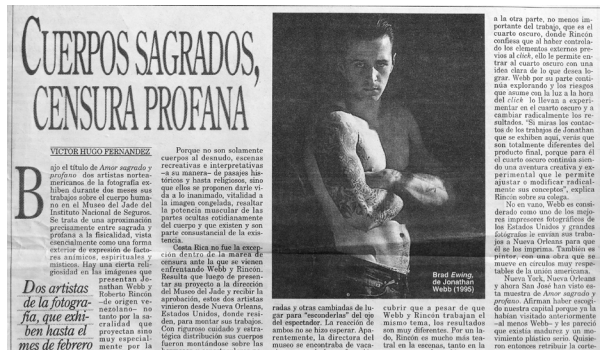 CUERPOS SAGRADOS,
CENSURA PROFANA
VICTOR HUGO FERNANDEZ
Bajo el título de Amor sagrado y
profano dos artistas norte-
americanos de la fotografía ex-
hiben durante dos meses sus
trabajos sobre el cuerpo huma-
no en el Museo del Jade del
Instituto Nacional de Seguros.
Se trata de una aproximación
precisamente entre sagrada y
profana a la fisicalidad, vista
esencialmente como una forma
exterior de expresión de facto-
res anímicos, espirituales y
místicos. Hay una cierta reli-
giosidad en las imágenes que
presentan Jo-
nathan Webb y
Roberto Rincón
–de origen ve-
nezolano– no
tanto por la sa-
cralidad que
proyectan sino
muy especial-
mente por la
Dos artistas
de la fotogra-
fía, que exhi-
ben hasta el
mes de febrero
Porque no son solamente
cuerpos al desnudo, escenas
recreativas e interpretativas
–a su manera– de pasajes his-
tóricos y hasta religiosos, sino
que ellos se proponen darle vida
a lo inanimado, vitalidad a
la imagen congelada, resaltar
la potencia muscular de las
partes ocultas cotidianamente
del cuerpo y que existen y son
parte consustancial de la exis-
tencia.
Costa Rica no fue la excep-
ción dentro de la marea de
censura ante la que se vienen
enfrentando Webb y Rincón.
Resulta que luego de presen-
tar su proyecto a la dirección
del Museo del Jade y recibir la
aprobación, estos dos artistas
vinieron desde Nueva Orleans,
Estados Unidos, donde resi-
den, para montar sus trabajos.
Con riguroso cuidado y estra-
tégica distribución sus cuerpos
fueron montándose sobre las
Brad
Ewing,
de Jonathan
Webb
(1995)
radas y otras cambiadas de lu-
gar para "escouderlas" del ojo
del espectador. La reacción de
ambos no se hizo esperar. Apa-
rentemente, la directora del
museo se encontraba de vaca-
cubrir que a pesar de que
Webb y Rincón trabajan el
mismo tema, los resultados
son muy diferentes. Por un la-
do, Rincón es mucho más tea-
tral en la escena, tanto en la
a la otra parte, no menos im-
portante del trabajo, que es el
cuarto oscuro, donde Rincón
confiesa que al haber controla-
do los elementos externos pre-
vios al click, ello le permite en-
trar al cuarto oscuro con una
idea clara de lo que desea lo-
grar. Webb por su parte conti-
núa explorando y los riesgos
que asume con la luz a la hora
del click lo llevan a experi-
mentar en el cuarto oscuro y a
cambiar radicalmente los re-
sultados. "Si miras los contac-
tos de los trabajos de Jonathan
que se exhiben aquí, verás que
son totalmente diferentes del
producto final, porque para él
el cuarto oscuro continúa sien-
do una aventura creativa y ex-
perimental que le permite
ajustar o modificar radical-
mente sus conceptos", explica
Rincón sobre su colega.
No en vano, Webb es consi-
derado como uno de los mejo-
res impresores fotográficos de
los Estados Unidos y grandes
fotógrafos le envían sus traba-
jos a Nueva Orleans para que
él se los imprima. También es
pintor, con una obra que se
mueve en círculos muy respe-
tables de la unión americana.
Nueva York, Nueva Orleans
y ahora San José han visto es-
ta muestra de Amor sagrado y
profano. Afirman haber escogi-
do nuestra capital porque ya la
habían visitado anteriormente
–al menos Webb–, y les pareció
que existía madurez y un mo-
vimiento plástico serio. Quisie-
ron entonces retribuir la corte-